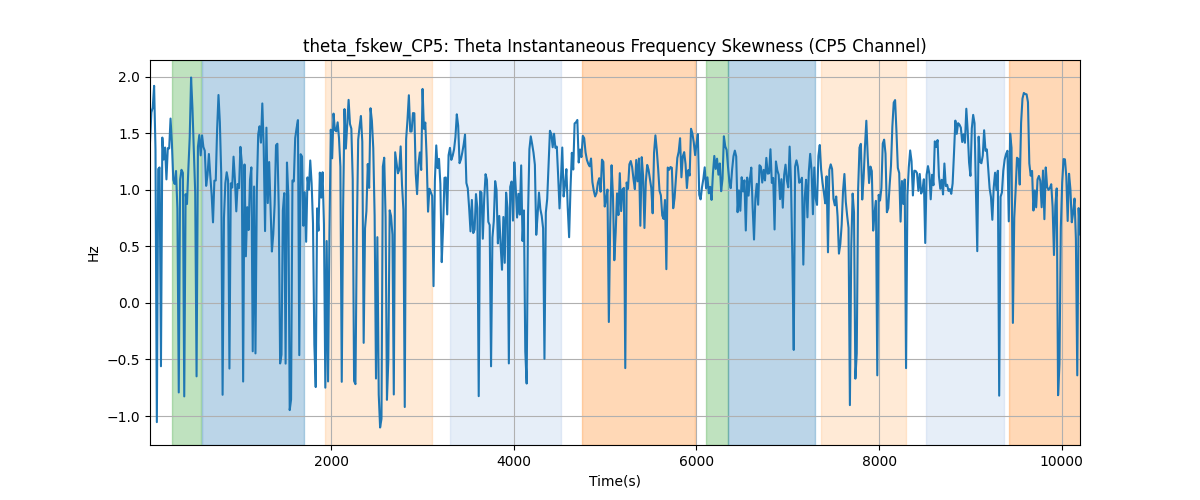 theta_fskew_CP5: Theta Instantaneous Frequency Skewness (CP5 Channel)
2.0
1.5
1.0
0.5
0.0
−0.5
−1.0
Hz
2000 4000 6000 8000 10000
Time(s)